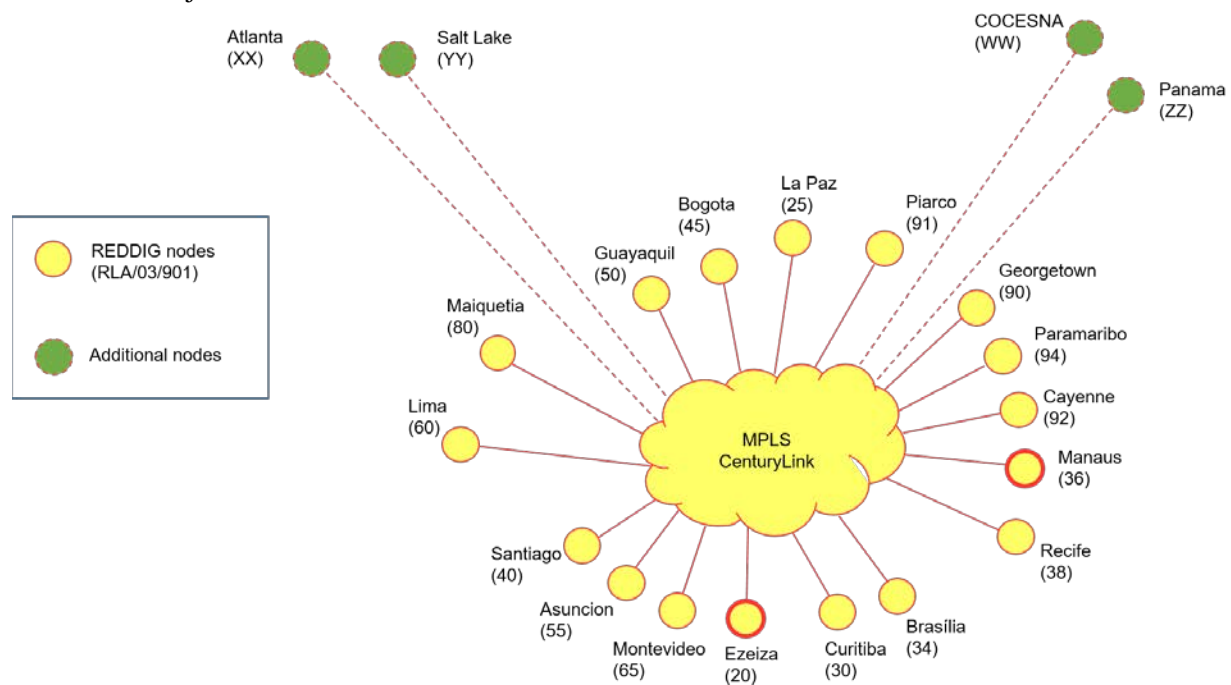 Atlanta
(XX)
Salt Lake
(YY)
COCESNA
(WW)
Panama
(ZZ)
REDDIG nodes
(RLA/03/901)
Additional nodes
La Paz
(25)
Bogota
(45)
Piarco
(91)
Guayaquil
(50)
Georgetown
(90)
Maiquetia
(80)
Paramaribo
(94)
Cayenne
(92)
Lima
(60)
MPLS
CenturyLink
Manaus
(36)
Recife
(38)
Santiago
(40)
Asuncion
(55)
Montevideo
(65)
Ezeiza
(20)
Curitiba
(30)
Brasília
(34)